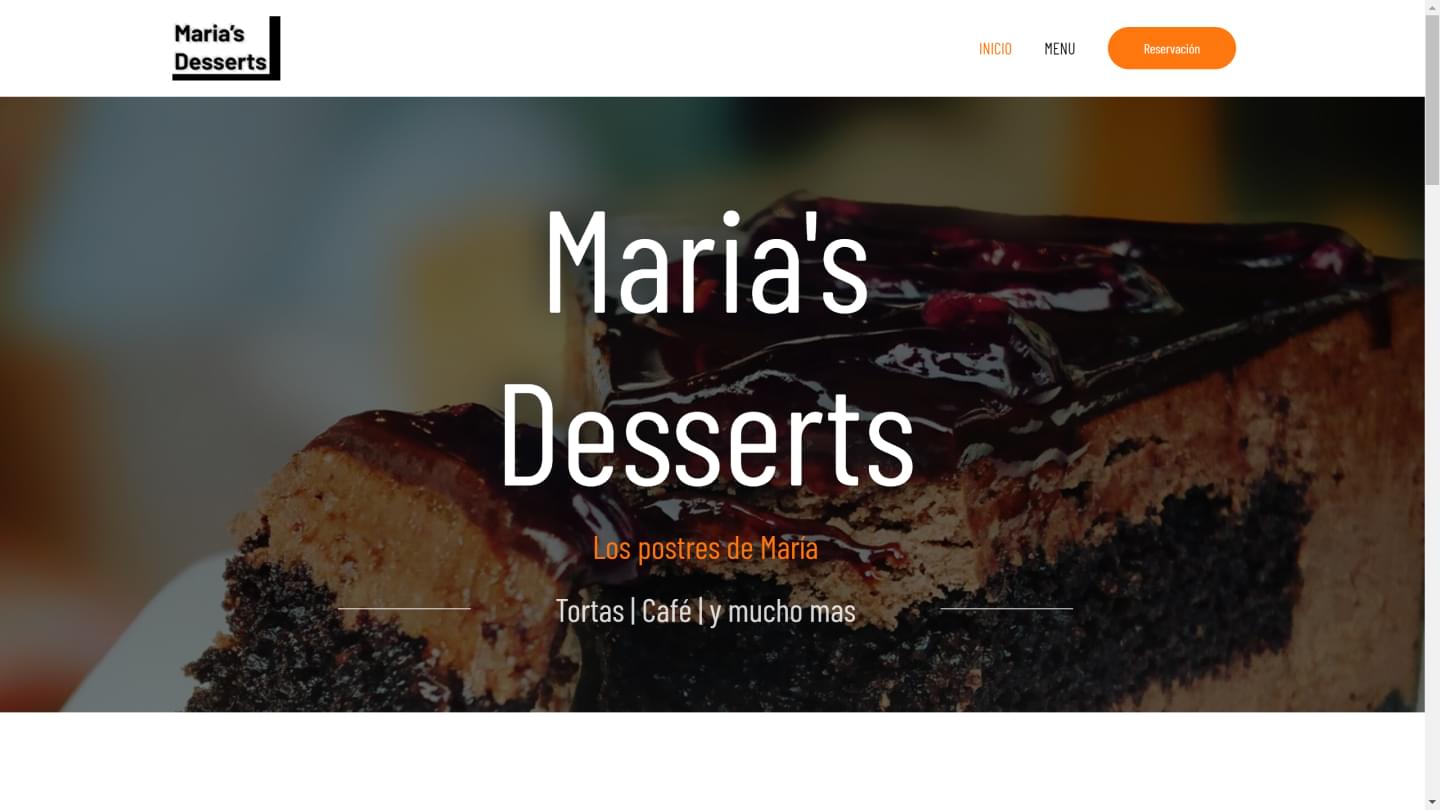 Maria's
Desserts
INICIO
MENU
Reservación
Maria's
Desserts
Los postres de María
Tortas | Café | y mucho mas